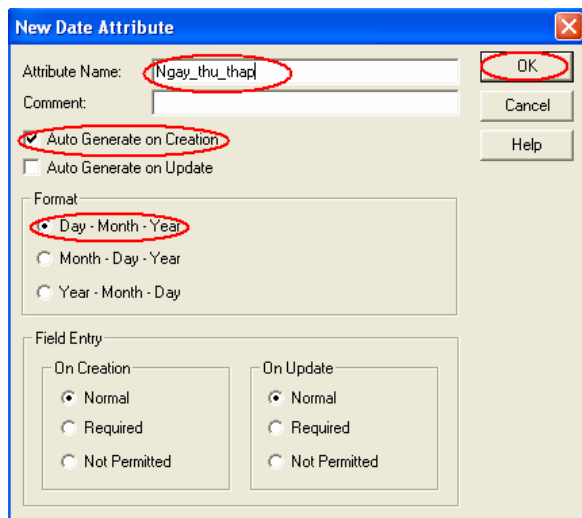 New Date Attribute
Attribute Name: Ngay_thu_thap
OK
Comment:
Cancel
Auto Generate on Creation
Help
Auto Generate on Update
Format
Day - Month - Year
Month - Day - Year
Year - Month - Day
Field Entry
On Creation
On Update
Normal
Normal
Required
Required
Not Permitted
Not Permitted